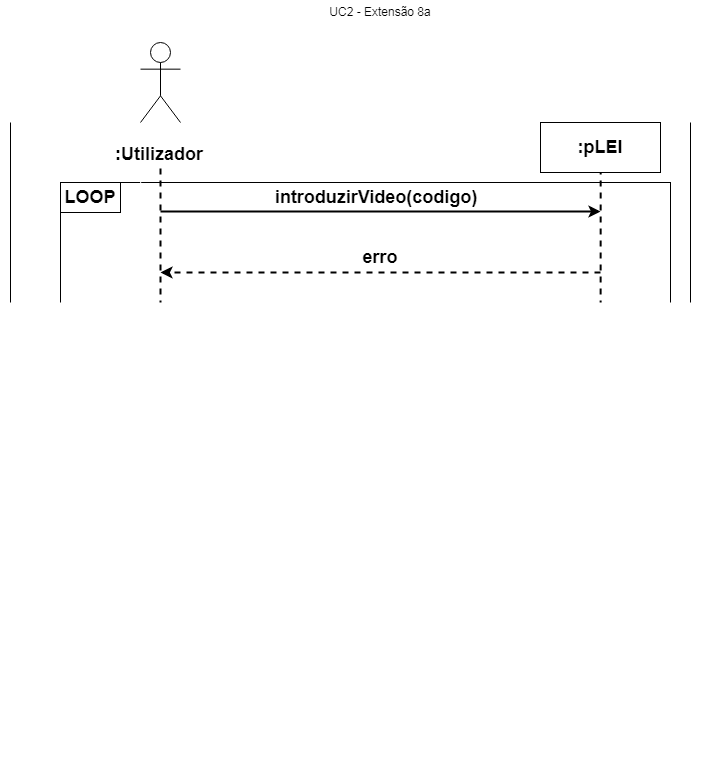 UC2 - Extensão 8a
:Utilizador
:pLEI
LOOP
introduzirVideo(codigo)
erro